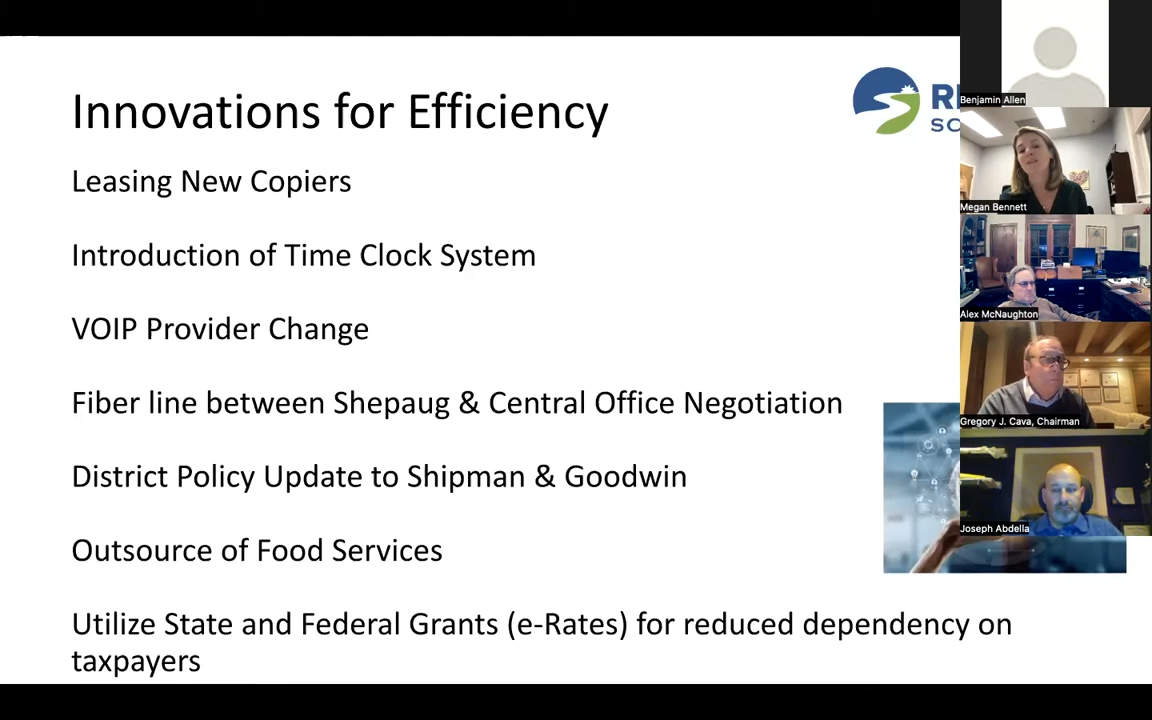 Innovations for Efficiency
Leasing New Copiers
Introduction of Time Clock System
VOIP Provider Change
Fiber line between Shepaug & Central Office Negotiation
District Policy Update to Shipman & Goodwin
Outsource of Food Services
Utilize State and Federal Grants (e-Rates) for reduced dependency on
taxpayers
Benjamin Allen
Megan Bennett
Alex McNaughton
Gregory J. Cava, Chairman
Joseph Abdella